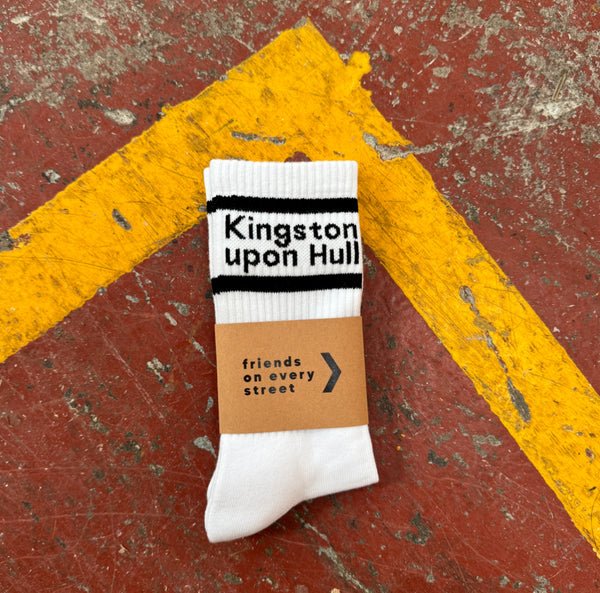 Kingston
upon Hull
friends
on every
street